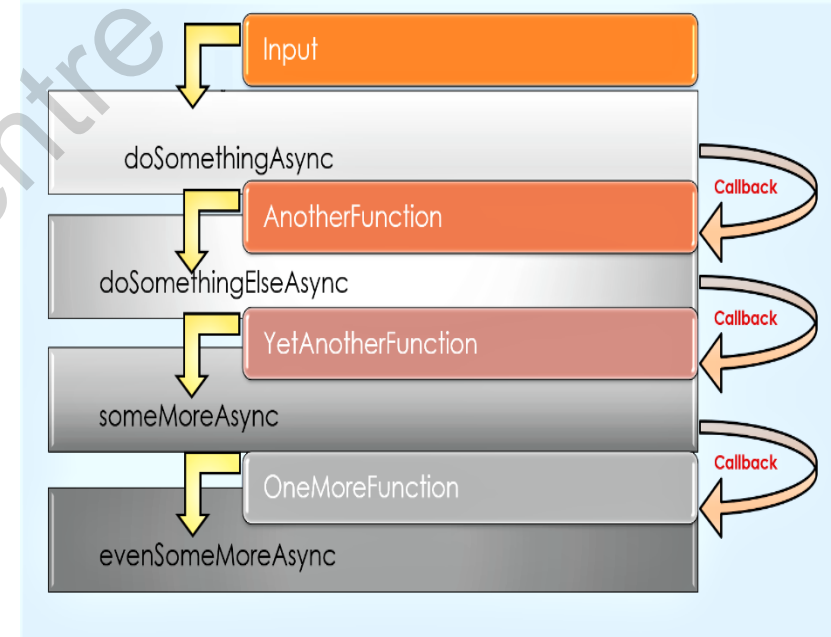 Input
doSomethingAsync
Callback
AnotherFunction
doSomethingElseAsync
Callback
YetAnotherFunction
someMoreAsync
Callback
OneMoreFunction
evenSomeMoreAsync